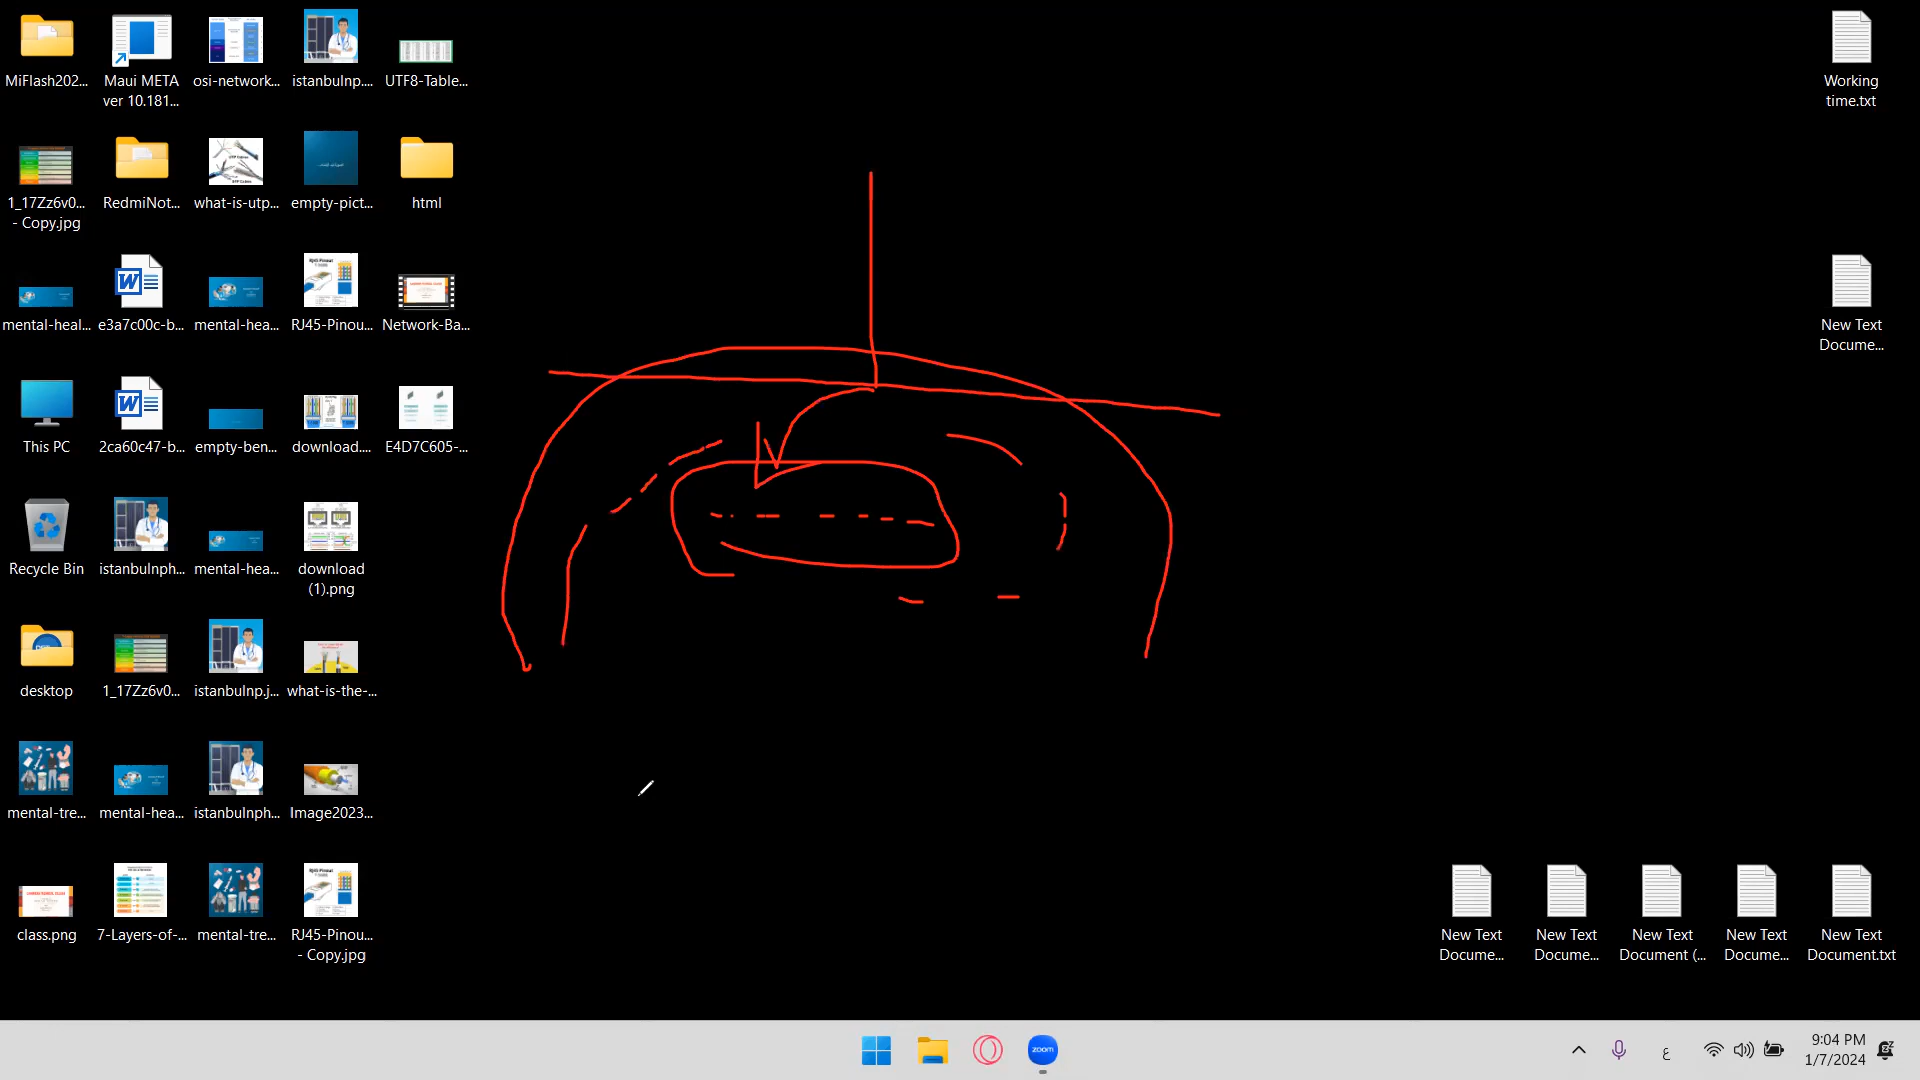 MiFlash202...
Maui META
ver 10.181...
osi-network...
istanbulnp....
UTF8-Table...
Working
time.txt
1_17Zz6v0...
- Copy.jpg
RedmiNot...
what-is-utp...
empty-pict...
html
mental-heal...
e3a7c00c-b...
mental-hea...
RJ45-Pinou...
Network-Ba...
New Text
Docume...
This PC
2ca60c47-b...
empty-ben...
download....
E4D7C605-...
Recycle Bin
istanbulnph...
mental-hea...
download
(1).png
desktop
1_17Zz6v0...
istanbulnp.j...
what-is-the-...
mental-tre...
mental-hea...
istanbulnph...
Image2023...
class.png
7-Layers-of-...
mental-tre...
RJ45-Pinou...
- Copy.jpg
New Text
Docume...
New Text
Docume...
New Text
Document (...
New Text
Docume...
New Text
Document.txt
zoom
ع
9:04 PM
1/7/2024